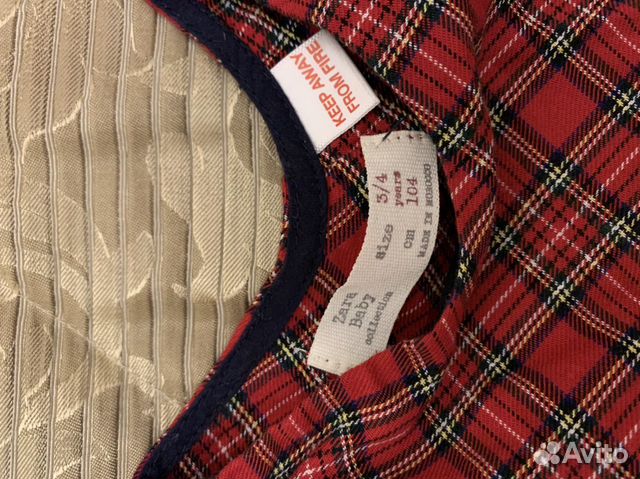 KEEP AWAY
FROM FIRE
Zara
Baby
collection
size 3/4
years
cm 104
MADE IN MOROCCO
Avito